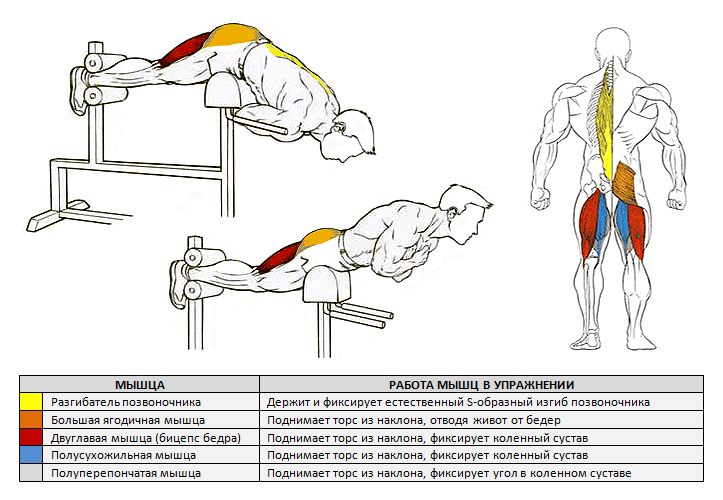 МЫШЦА РАБОТА МЫШЦ В УПРАЖНЕНИИ
Разгибатель позвоночника Держит и фиксирует естественный S-образный изгиб позвоночника
Большая ягодичная мышца Поднимает торс из наклона, отводя живот от бедер
Двуглавая мышца (бицепс бедра) Поднимает торс из наклона, фиксирует коленный сустав
Полусухожильная мышца Поднимает торс из наклона, фиксирует коленный сустав
Полуперепончатая мышца Поднимает торс из наклона, фиксирует угол в коленном суставе